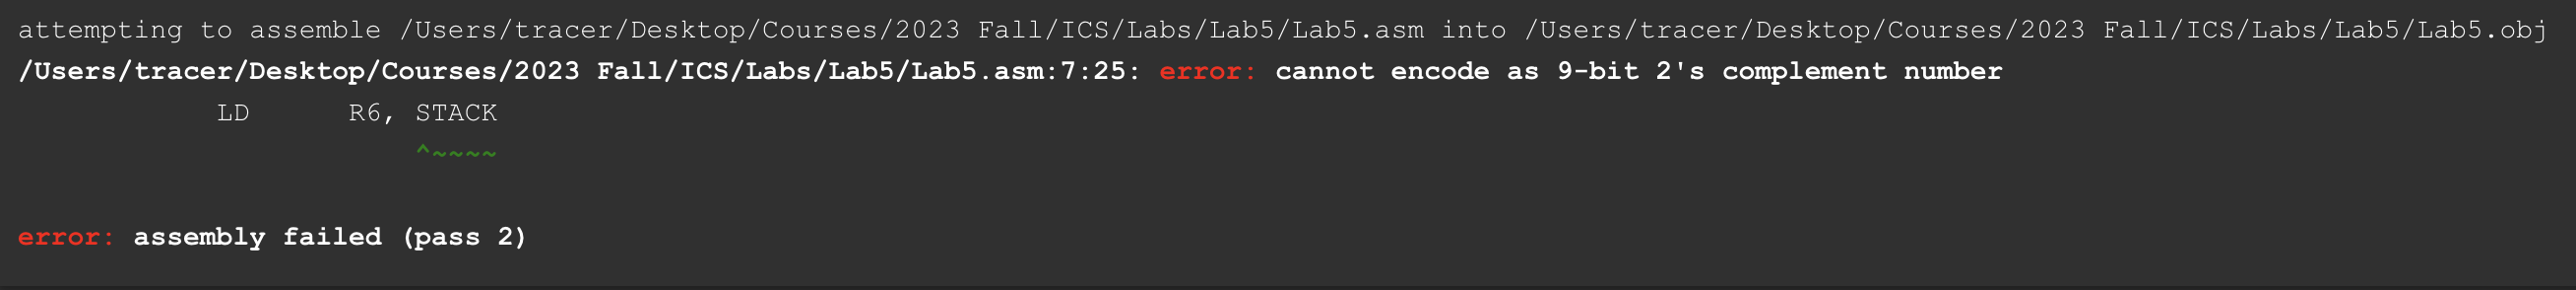 attempting to assemble /Users/tracer/Desktop/Courses/2023 Fall/ICS/Labs/Lab5/Lab5.asm into /Users/tracer/Desktop/Courses/2023 Fall/ICS/Labs/Lab5/Lab5.obj
/Users/tracer/Desktop/Courses/2023 Fall/ICS/Labs/Lab5/Lab5.asm:7:25: error: cannot encode as 9-bit 2's complement number
            LD      R6, STACK
                        ^~~~~
error: assembly failed (pass 2)